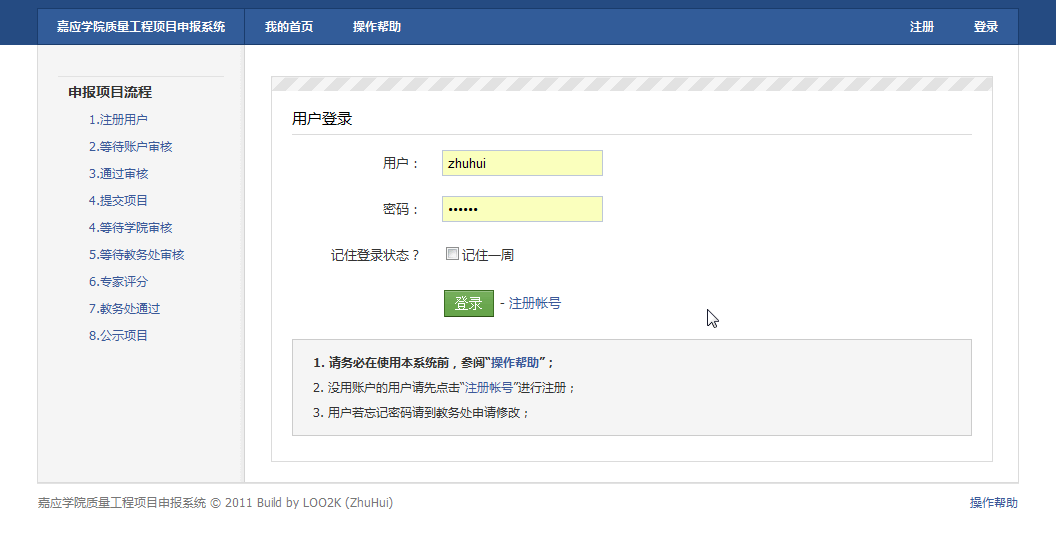 嘉应学院质量工程项目申报系统 我的首页 操作帮助 注册 登录
申报项目流程
1.注册用户
2.等待账户审核
3.通过审核
4.提交项目
4.等待学院审核
5.等待教务处审核
6.专家评分
7.教务处通过
8.公示项目
用户登录
用户： zhuhui
密码： ••••••
记住登录状态？ 记住一周
登录 - 注册帐号
1. 请务必在使用本系统前，参阅“操作帮助”；
2. 没用账户的用户请先点击“注册帐号”进行注册；
3. 用户若忘记密码请到教务处申请修改；
嘉应学院质量工程项目申报系统 © 2011 Build by LOO2K (ZhuHui) 操作帮助